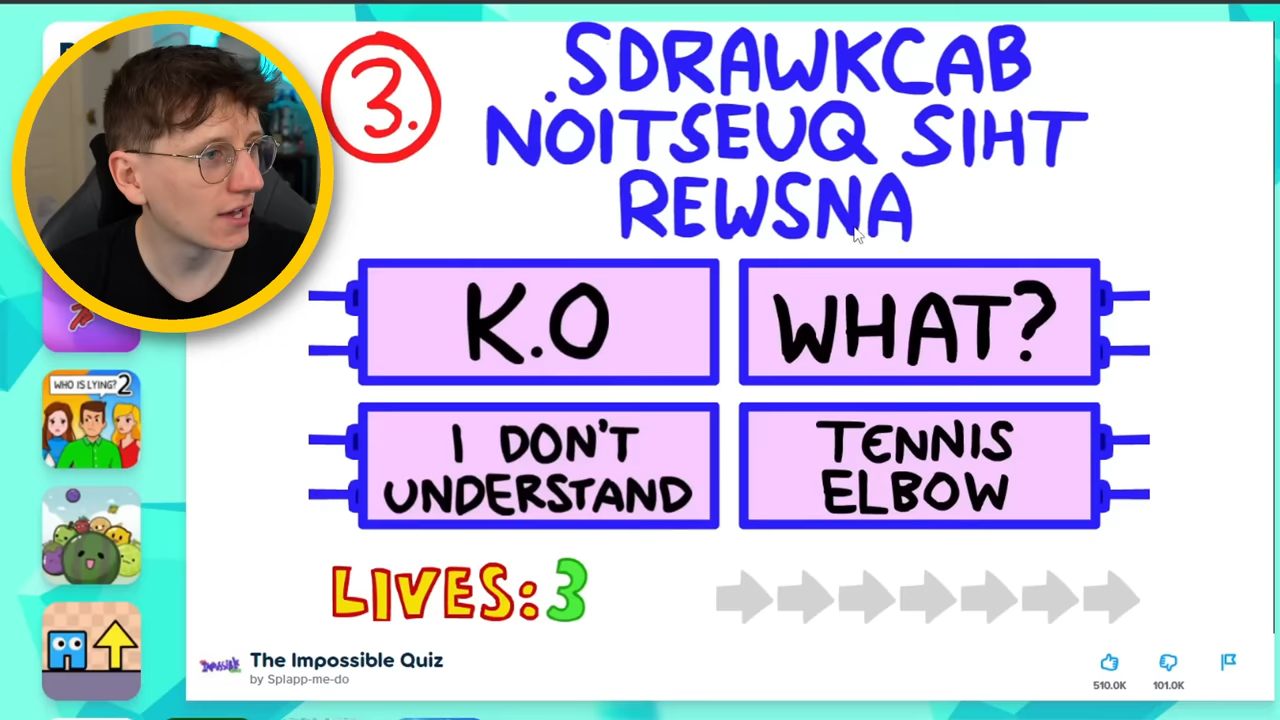 3.
.SDRAWKCAB
NOITSEUQ SIHT
REWSNA
K.O
WHAT?
I DON'T
UNDERSTAND
TENNIS
ELBOW
WHO IS LYING? 2
LIVES: 3
The Impossible Quiz
by Splapp-me-do
510.0K
101.0K